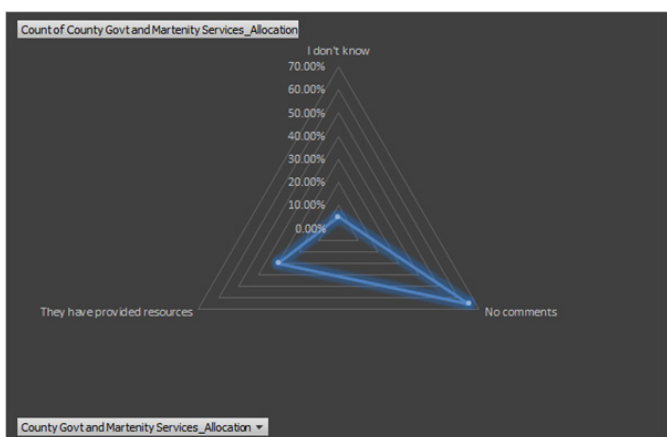 Count of County Govt and Martenity Services_Allocation
I don't know
70.00%
60.00%
50.00%
40.00%
30.00%
20.00%
10.00%
0.00%
They have provided resources
No comments
County Govt and Martenity Services_Allocation